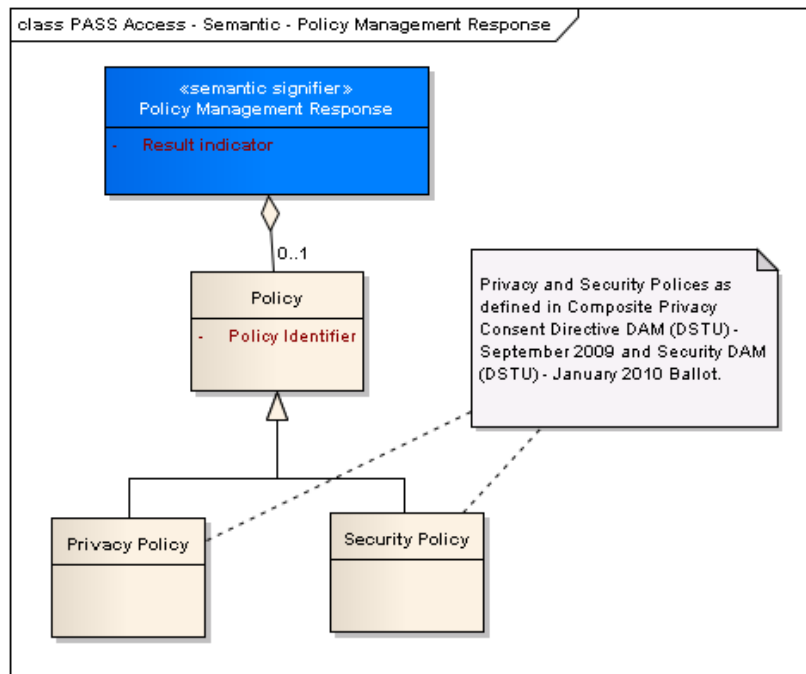 class PASS Access - Semantic - Policy Management Response
«semantic signifier»
Policy Management Response
- Result indicator
0..1
Policy
- Policy Identifier
Privacy and Security Polices as
defined in Composite Privacy
Consent Directive DAM (DSTU) -
September 2009 and Security DAM
(DSTU) - January 2010 Ballot.
Privacy Policy
Security Policy